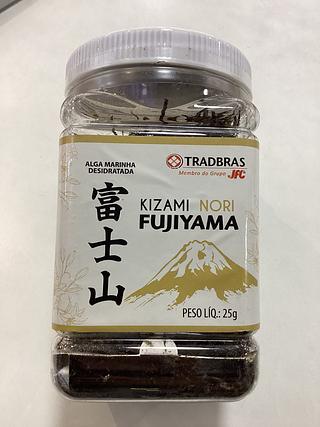 ALGA MARINHA
DESIDRATADA
TRADBRAS
Membro do Grupo JFC
富士山
KIZAMI NORI
FUJIYAMA
PESO LÍQ.: 25g